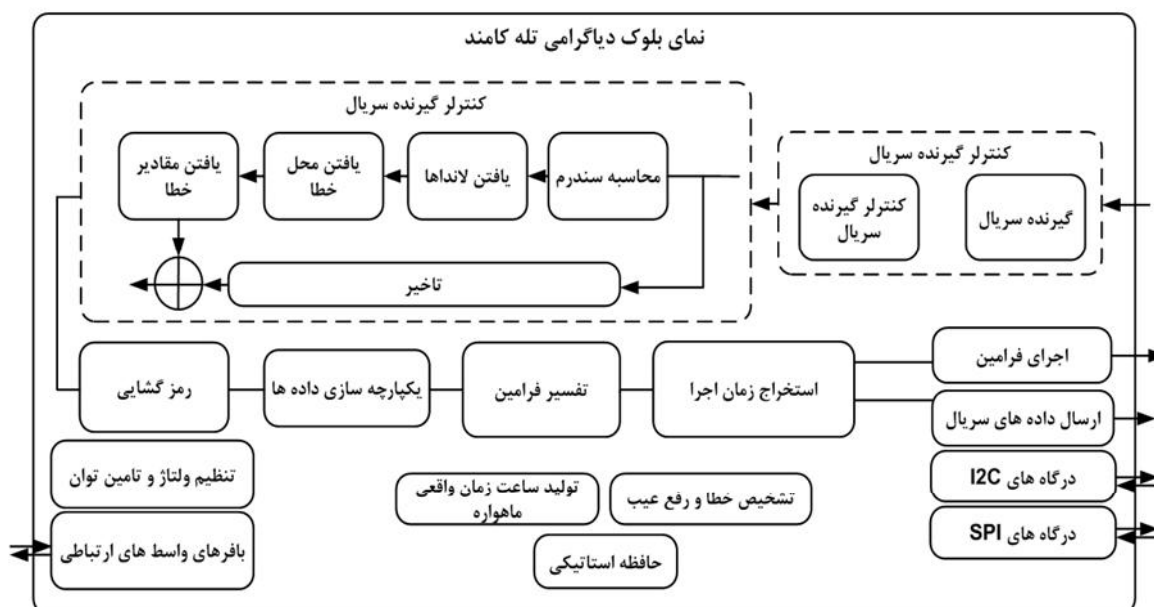 نمای بلوک دیاگرامی تله کامند
کنترلر گیرنده سریال
کنترلر گیرنده سریال
گیرنده سریال
کنترلر گیرنده
سریال
محاسبه سندرم
یافتن لانداها
یافتن محل
خطا
یافتن مقادیر
خطا
تاخیر
رمز گشایی
یکپارچه سازی داده ها
تفسیر فرامین
استخراج زمان اجرا
اجرای فرامین
ارسال داده های سریال
درگاه های I2C
درگاه های SPI
تشخیص خطا و رفع عیب
تولید ساعت زمان واقعی
ماهواره
حافظه استاتیکی
تنظیم ولتاژ و تامین توان
بافرهای واسط های ارتباطی